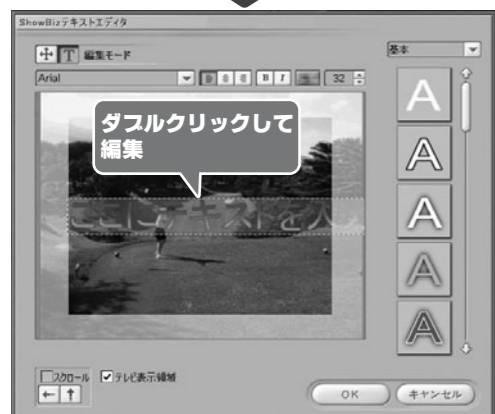 ShowBizテキストエディタ
T 編集モード
基本
Arial
B I
32
ダブルクリックして
編集
ここにテキストを入
A
A
A
A
A
スクロール
テレビ表示領域
OK
キャンセル